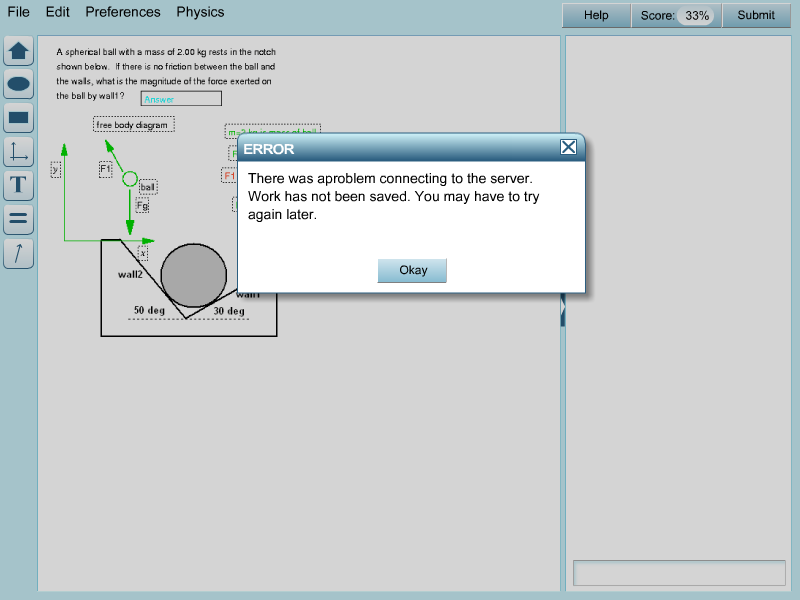 File Edit Preferences Physics
Help Score: 33% Submit
A spherical ball with a mass of 2.00 kg rests in the notch
shown below. If there is no friction between the ball and
the walls, what is the magnitude of the force exerted on
the ball by wall1? Answer
free body diagram
m=2 kg is mass of ball
ERROR
There was aproblem connecting to the server.
Work has not been saved. You may have to try
again later.
Okay
y
F1
F1
ball
Fg
x
wall2
wall1
50 deg 30 deg
T